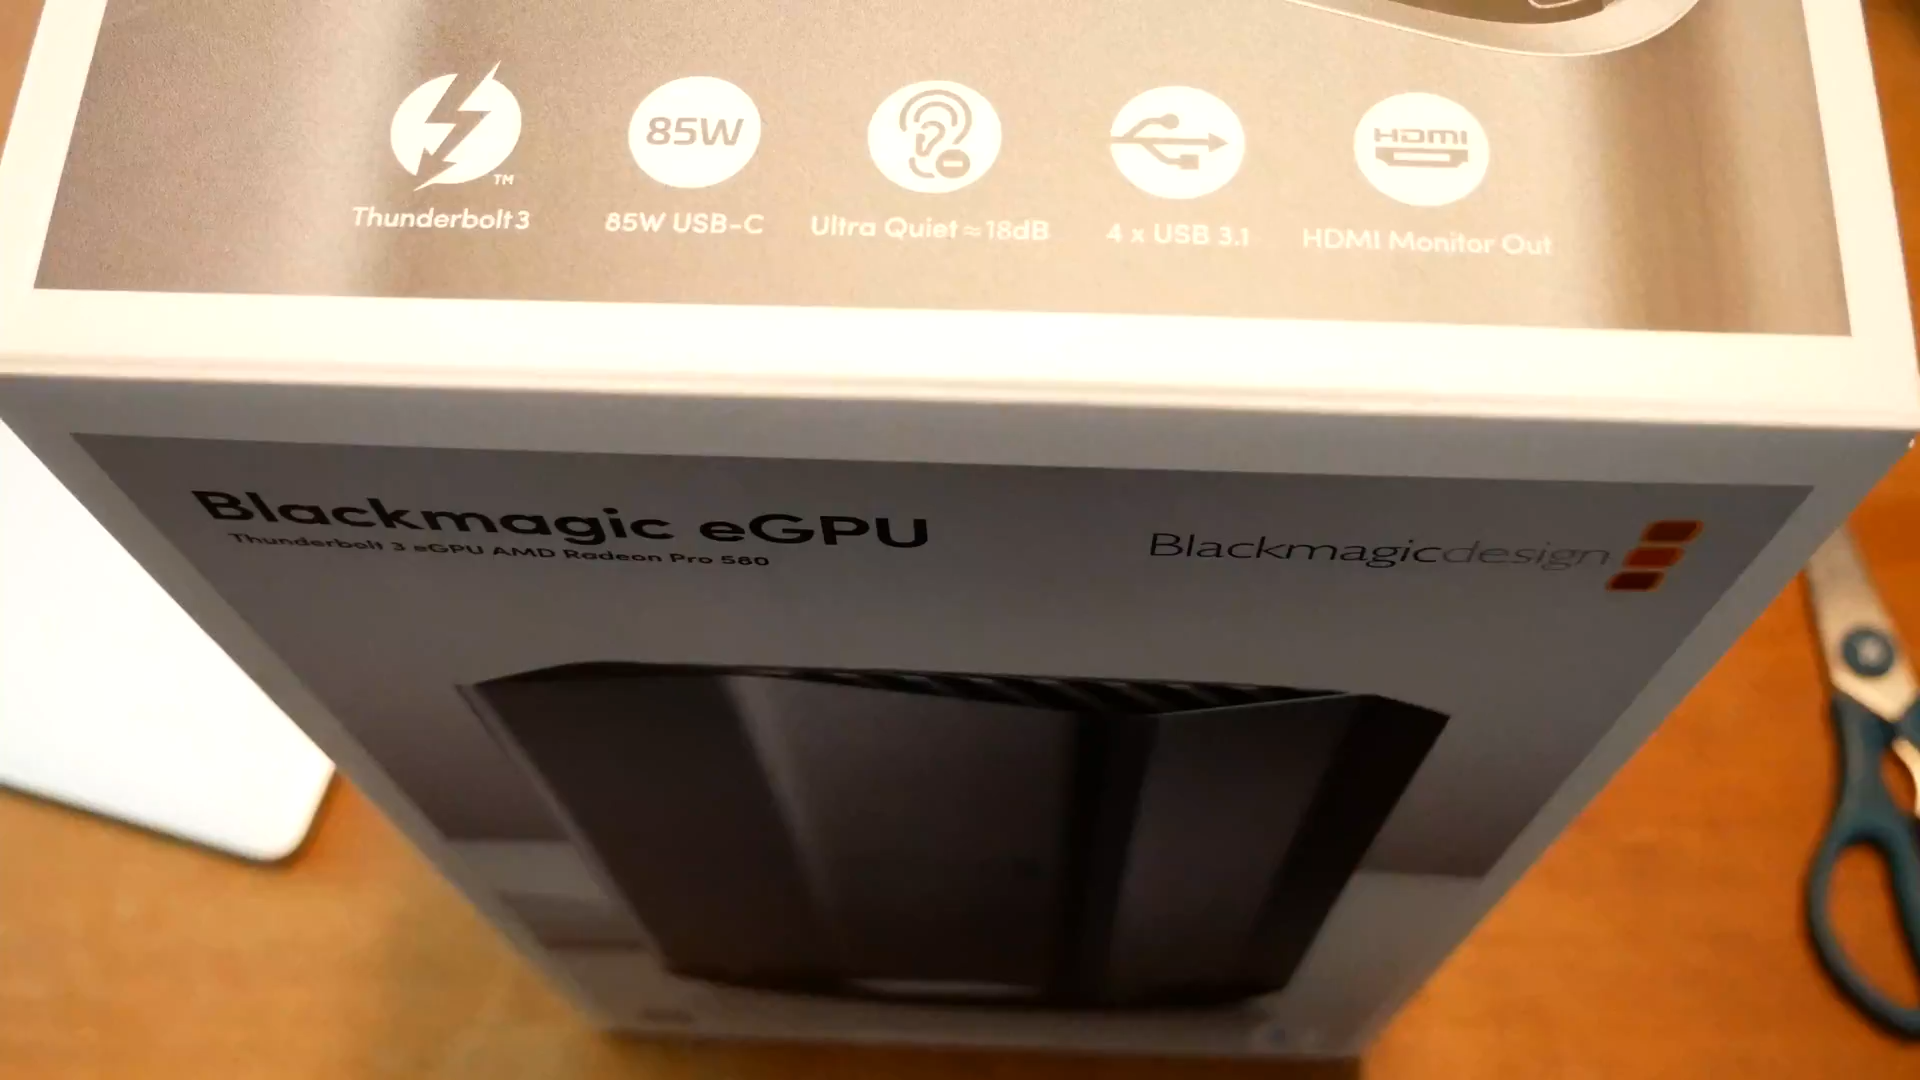 85W
HDMI
TM
Thunderbolt 3
85W USB-C
Ultra Quiet ≈ 18dB
4 x USB 3.1
HDMI Monitor Out
Blackmagic eGPU
Thunderbolt 3 eGPU AMD Radeon Pro 580
Blackmagicdesign